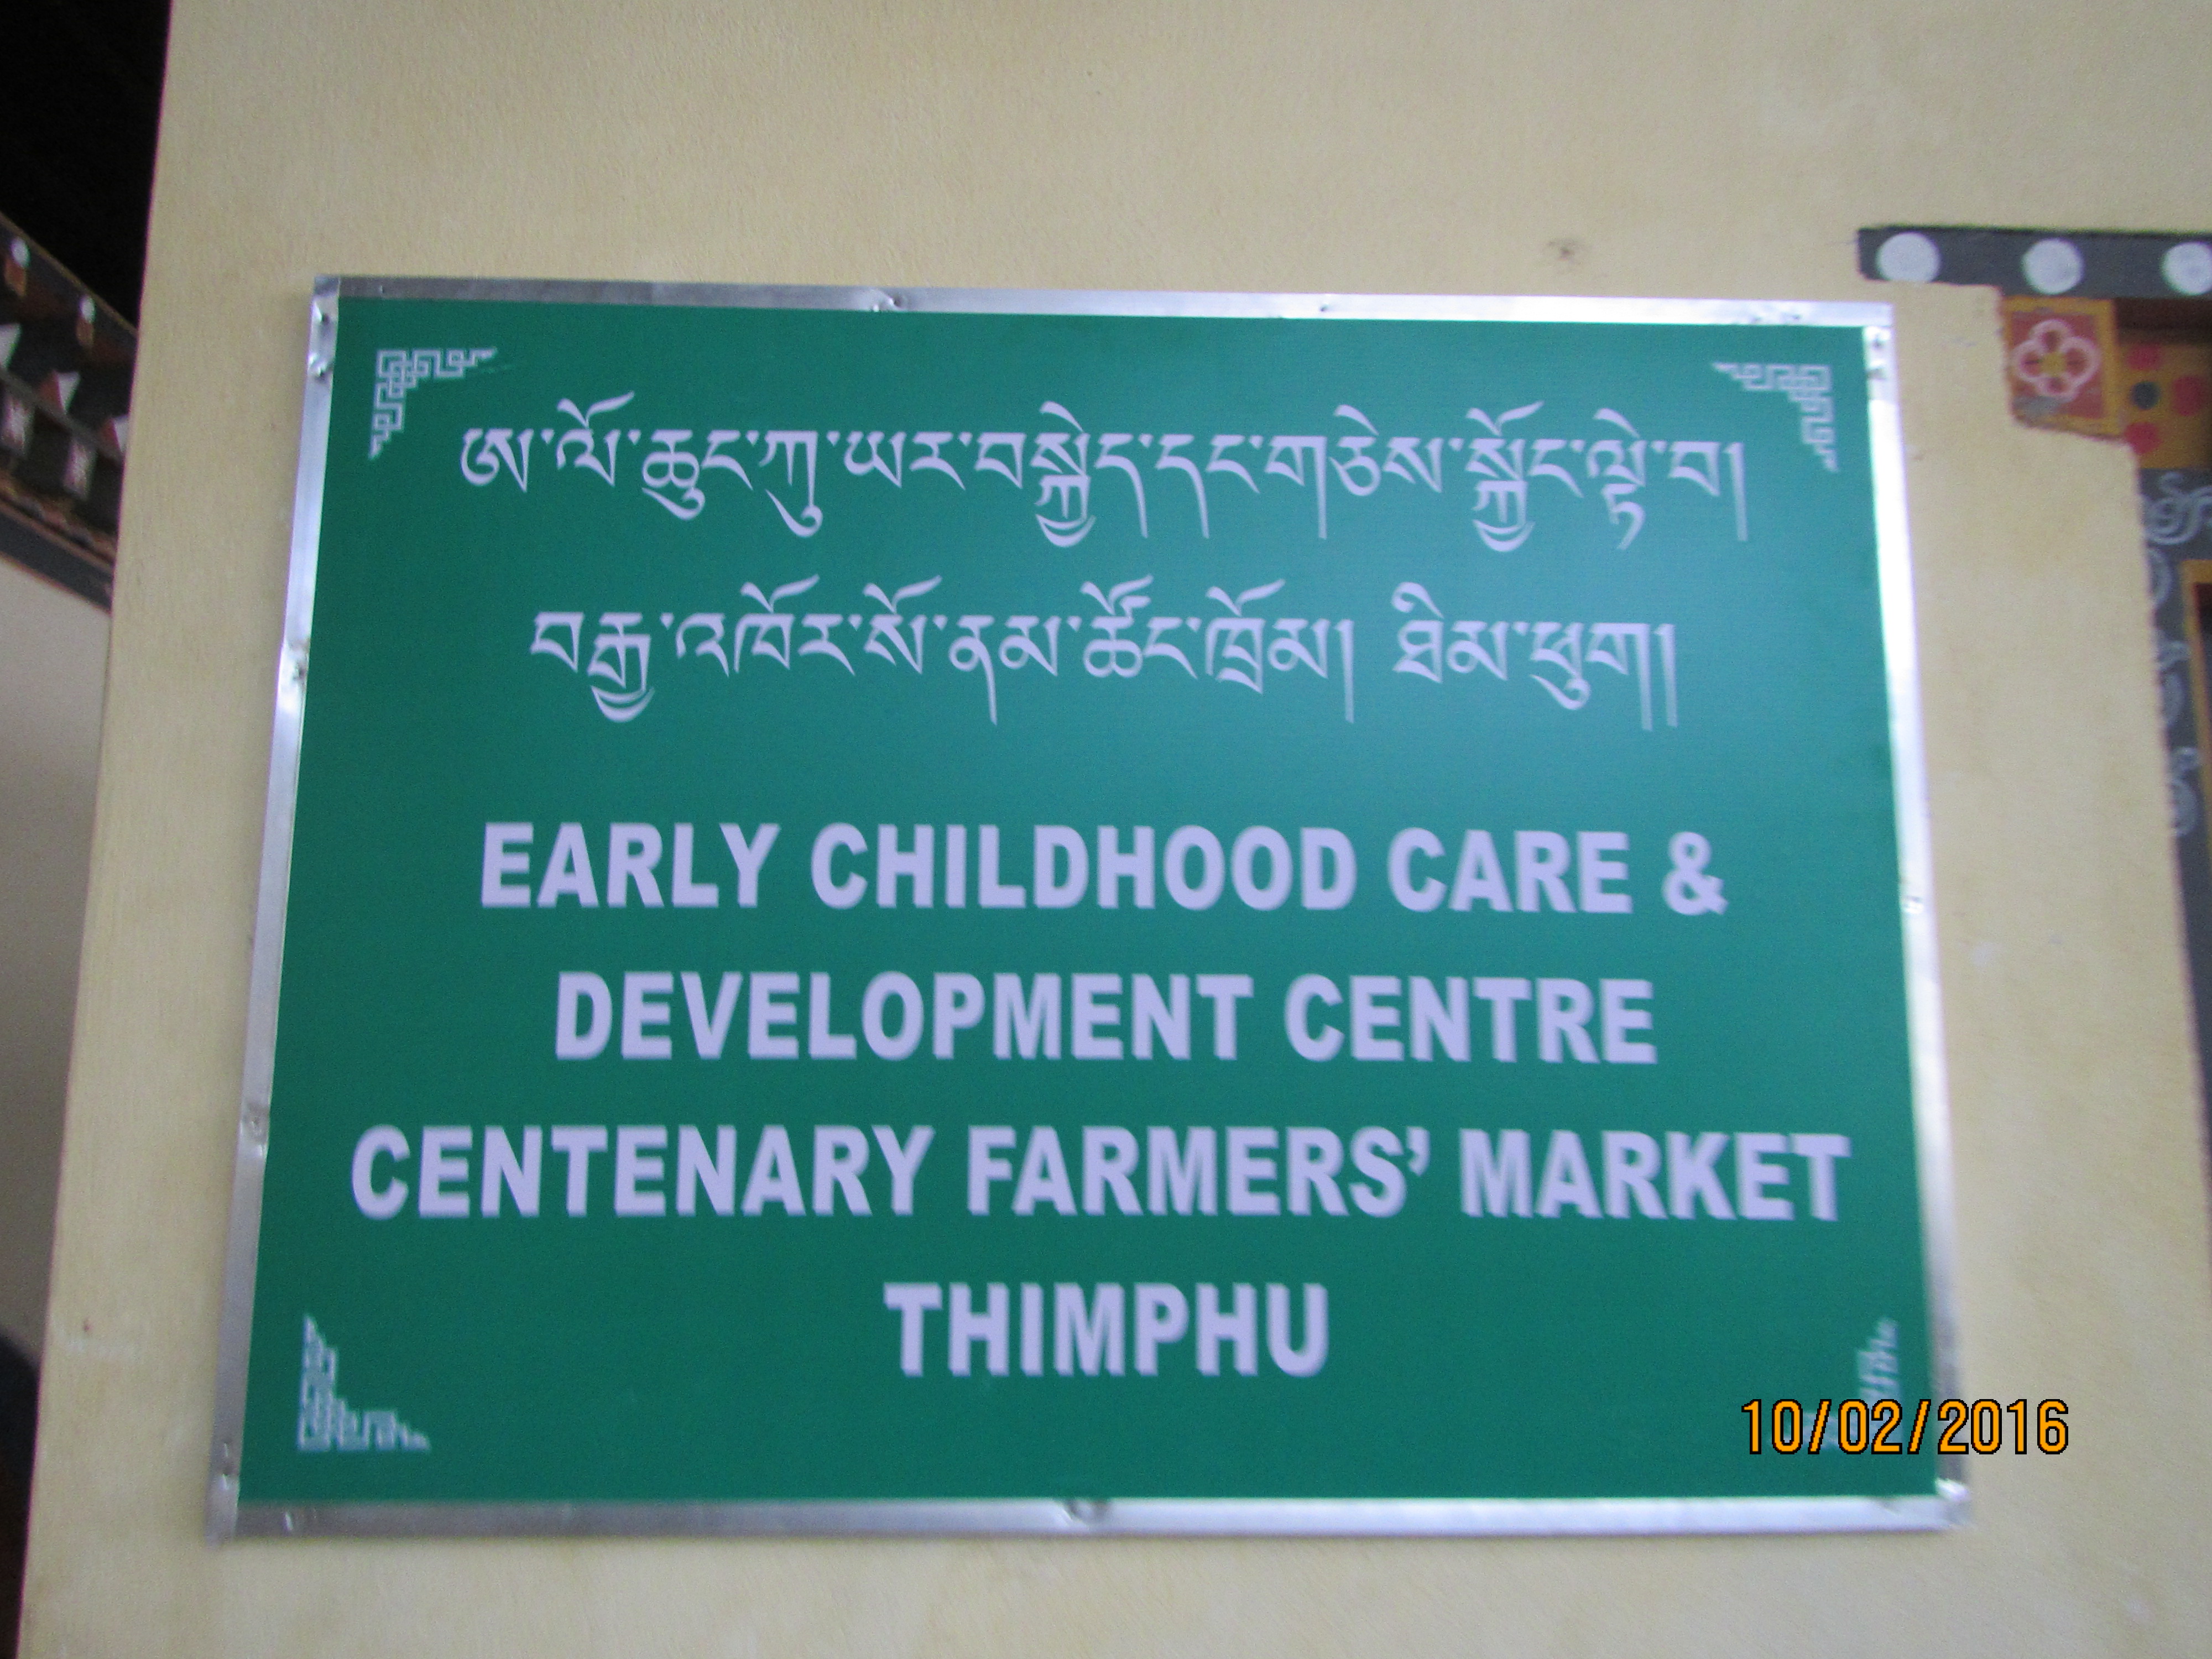 ཨ་ལོ་ཆུང་ཀུ་ཡར་བསྐྱེད་དང་གཅེས་སྐྱོང་ལྟེ་བ།
བརྒྱ་འཁོར་སོ་ནམ་ཚོང་ཁྲོམ། ཐིམ་ཕུག།
EARLY CHILDHOOD CARE &
DEVELOPMENT CENTRE
CENTENARY FARMERS’ MARKET
THIMPHU
10/02/2016